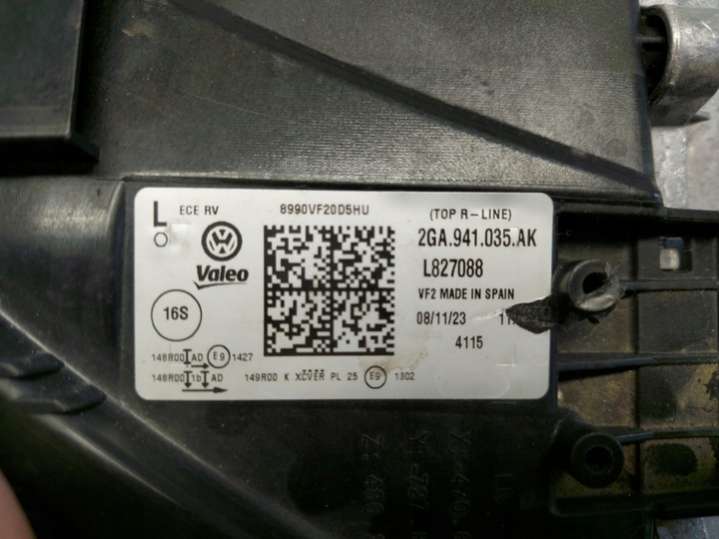 L
ECE RV
8990VF20D5HU
(TOP R-LINE)
O
2GA.941.035.AK
Valeo
L827088
VF2 MADE IN SPAIN
16S
08/11/23
4115
148R00 AD E9 1427
148R00 1b AD
149R00 K XCVER PL 25 E9 1302